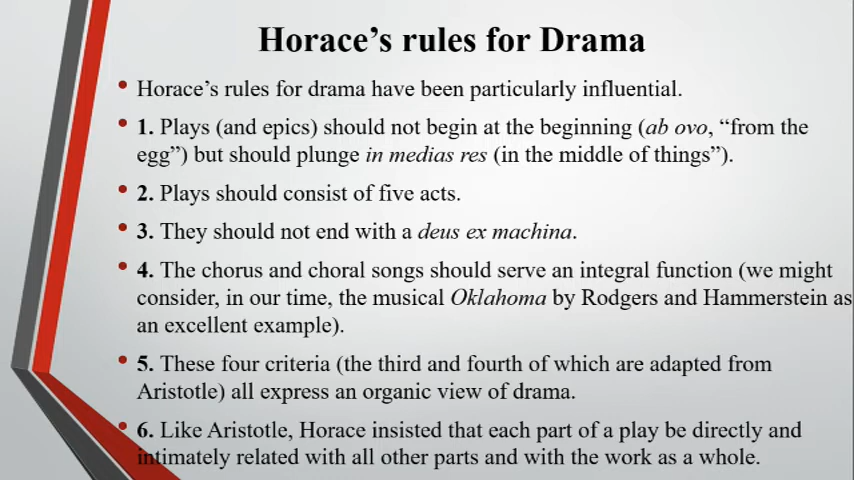 Horace’s rules for Drama
• Horace’s rules for drama have been particularly influential.
• 1. Plays (and epics) should not begin at the beginning (ab ovo, “from the
egg”) but should plunge in medias res (in the middle of things”).
• 2. Plays should consist of five acts.
• 3. They should not end with a deus ex machina.
• 4. The chorus and choral songs should serve an integral function (we might
consider, in our time, the musical Oklahoma by Rodgers and Hammerstein as
an excellent example).
• 5. These four criteria (the third and fourth of which are adapted from
Aristotle) all express an organic view of drama.
• 6. Like Aristotle, Horace insisted that each part of a play be directly and
intimately related with all other parts and with the work as a whole.